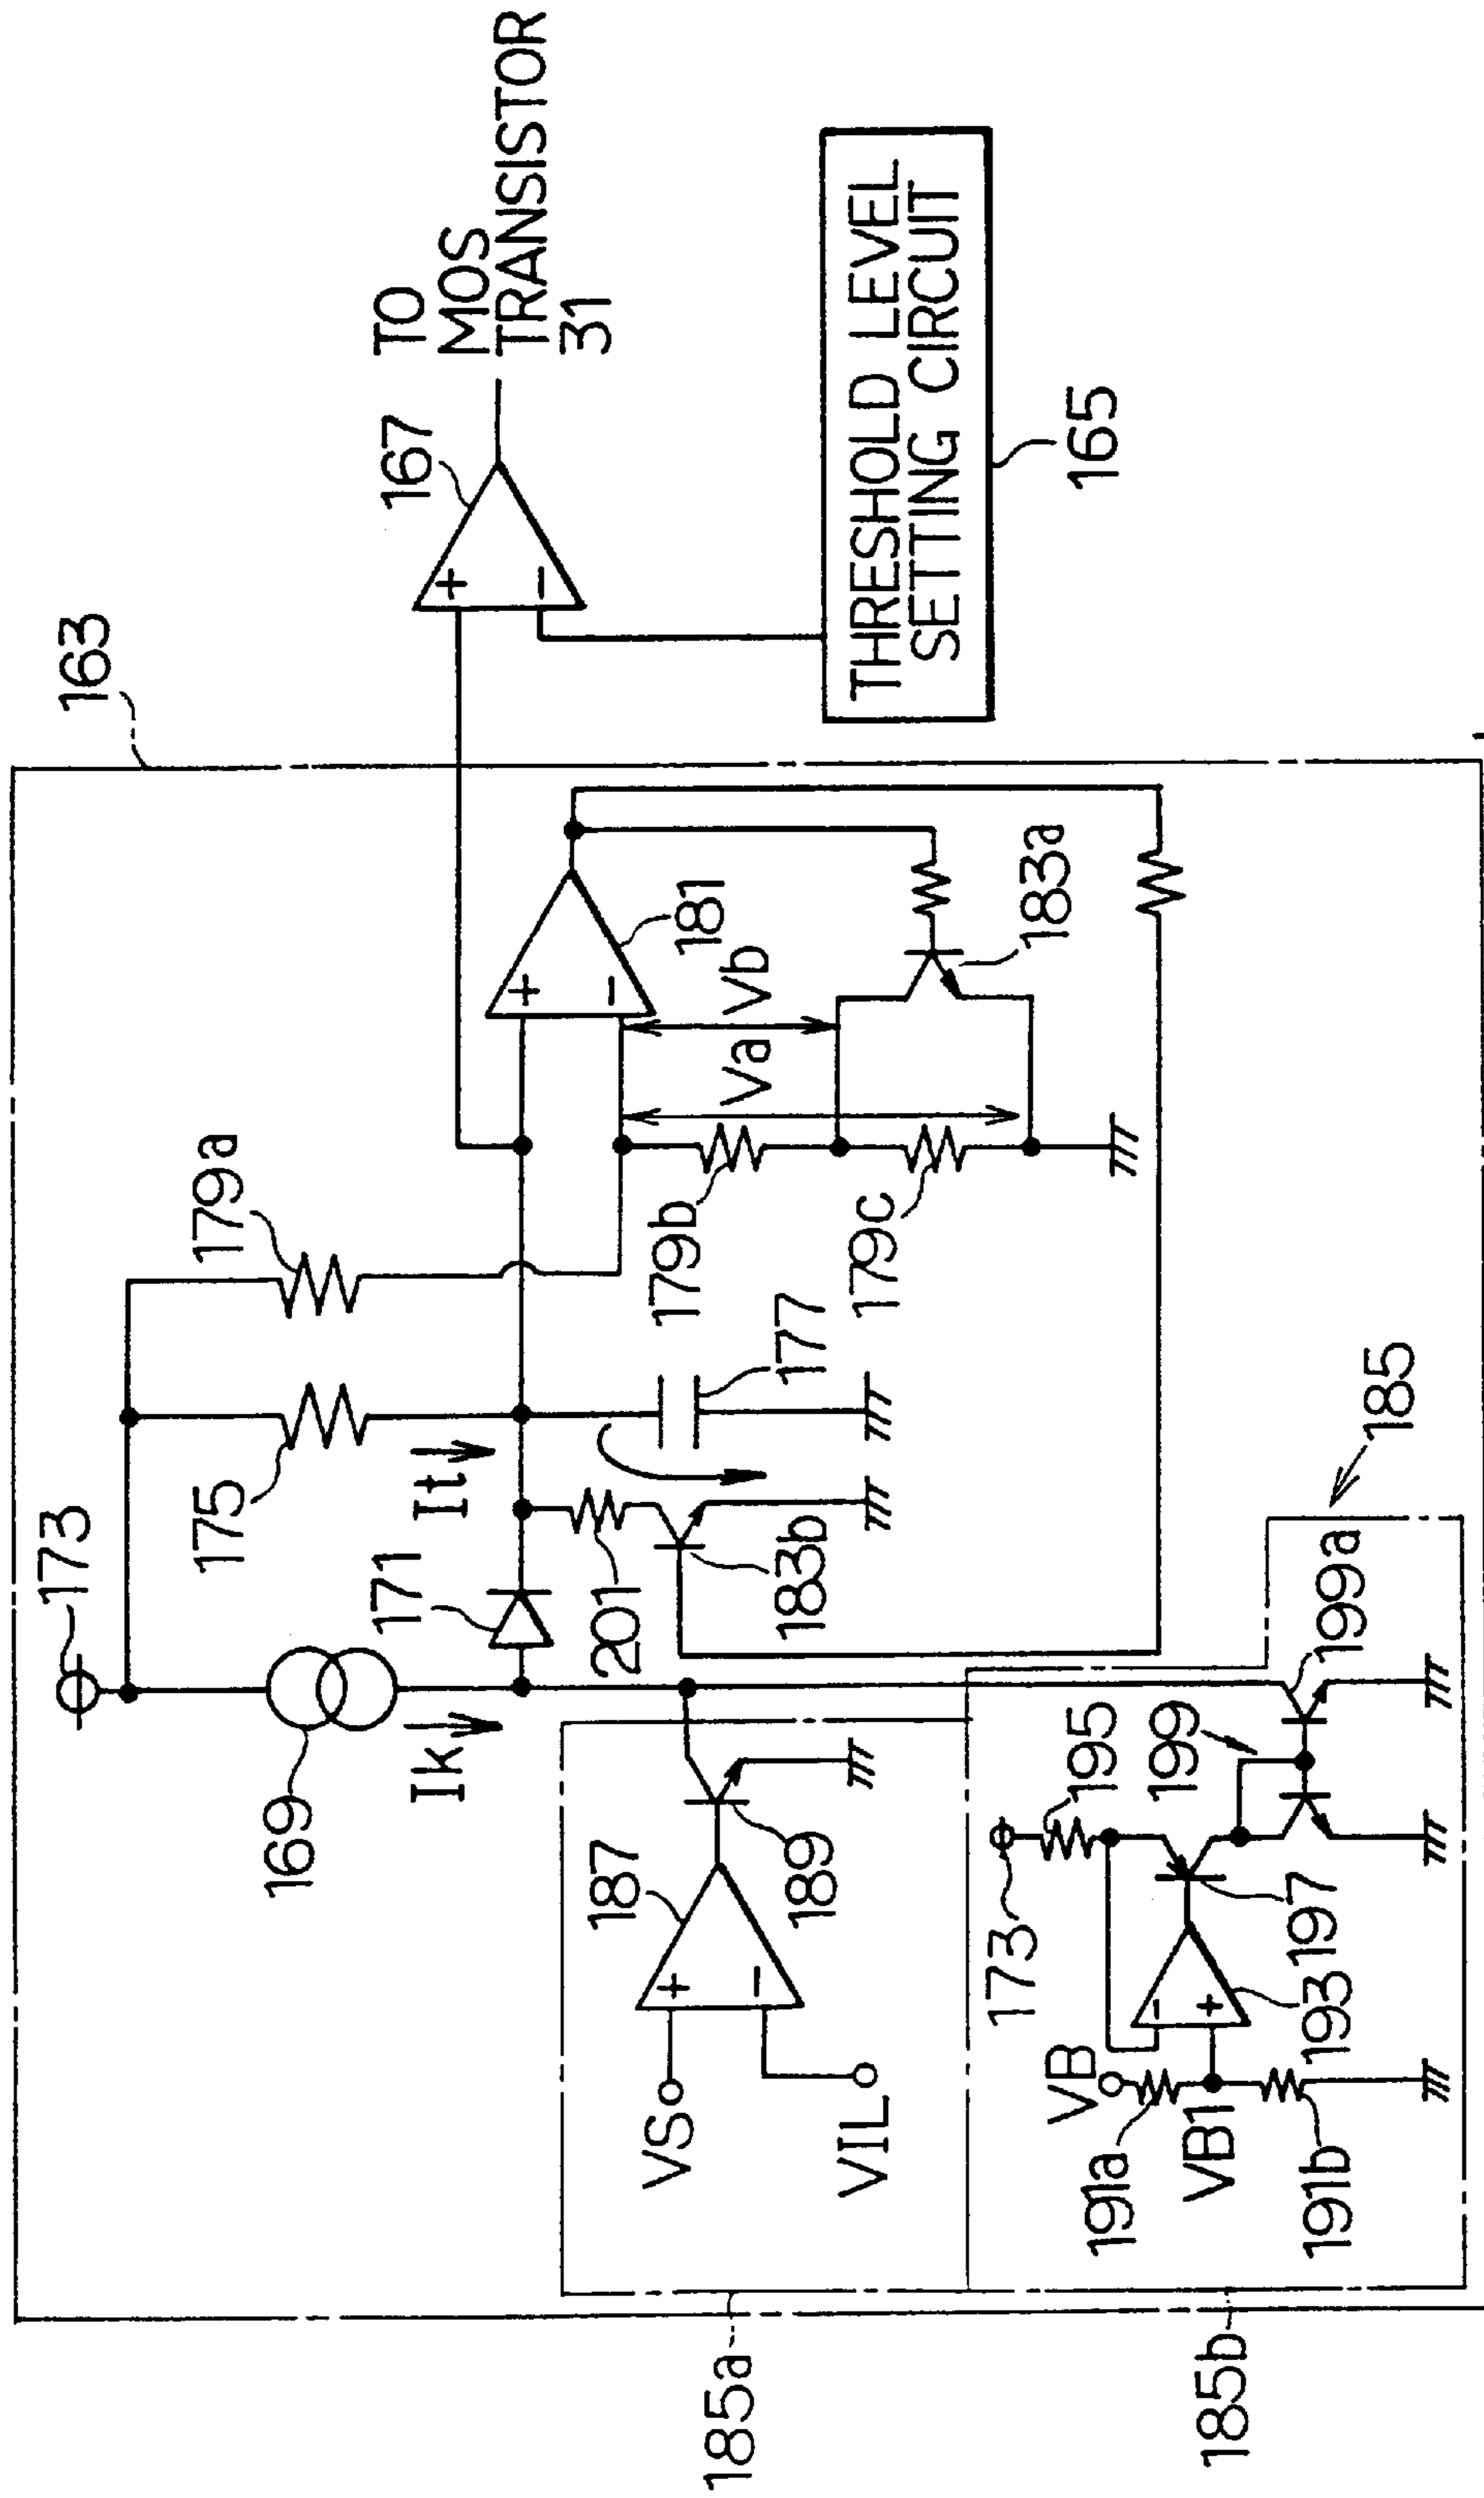 163
173
175
179a
169
IK
171
It
167
TO
MOS
TRANSISTOR
31
181
Va
Vb
179b
179c
183a
177
201
183b
187
189
VS
VIL
185a
THRESHOLD LEVEL
SETTING CIRCUIT
165
185
173
195
199
199a
VB
191a
VB1
191b
193
197
185b